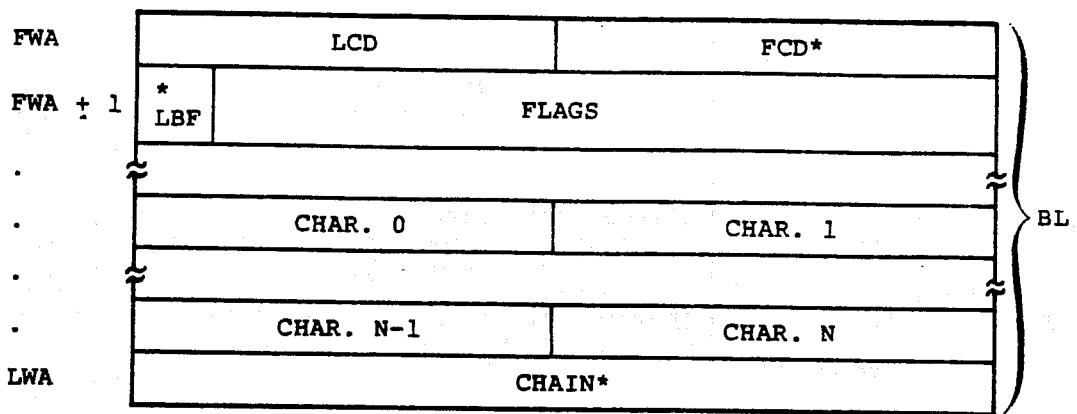 FWA LCD FCD*
FWA + 1 * LBF FLAGS
.
. CHAR. 0 CHAR. 1 BL
.
. CHAR. N-1 CHAR. N
LWA CHAIN*